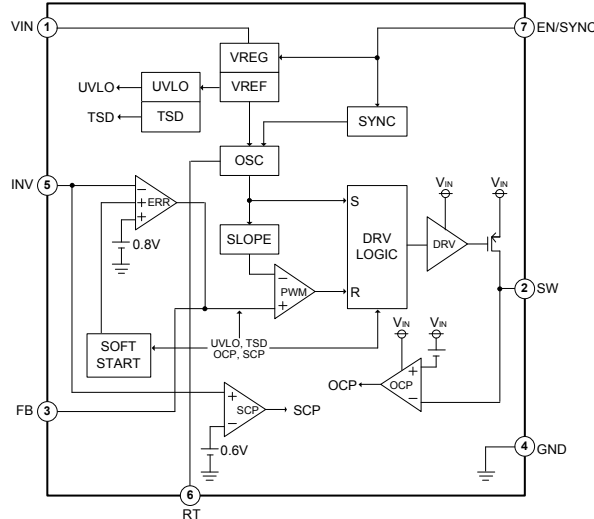 VIN 1
7 EN/SYNC
VREG
VREF
UVLO
UVLO
TSD
TSD
SYNC
OSC
INV 5
ERR
0.8V
SLOPE
S
DRV
LOGIC
R
VIN
VIN
DRV
PWM
2 SW
SOFT
START
UVLO, TSD
OCP, SCP
VIN
VIN
OCP
OCP
FB 3
SCP
SCP
0.6V
4 GND
6
RT